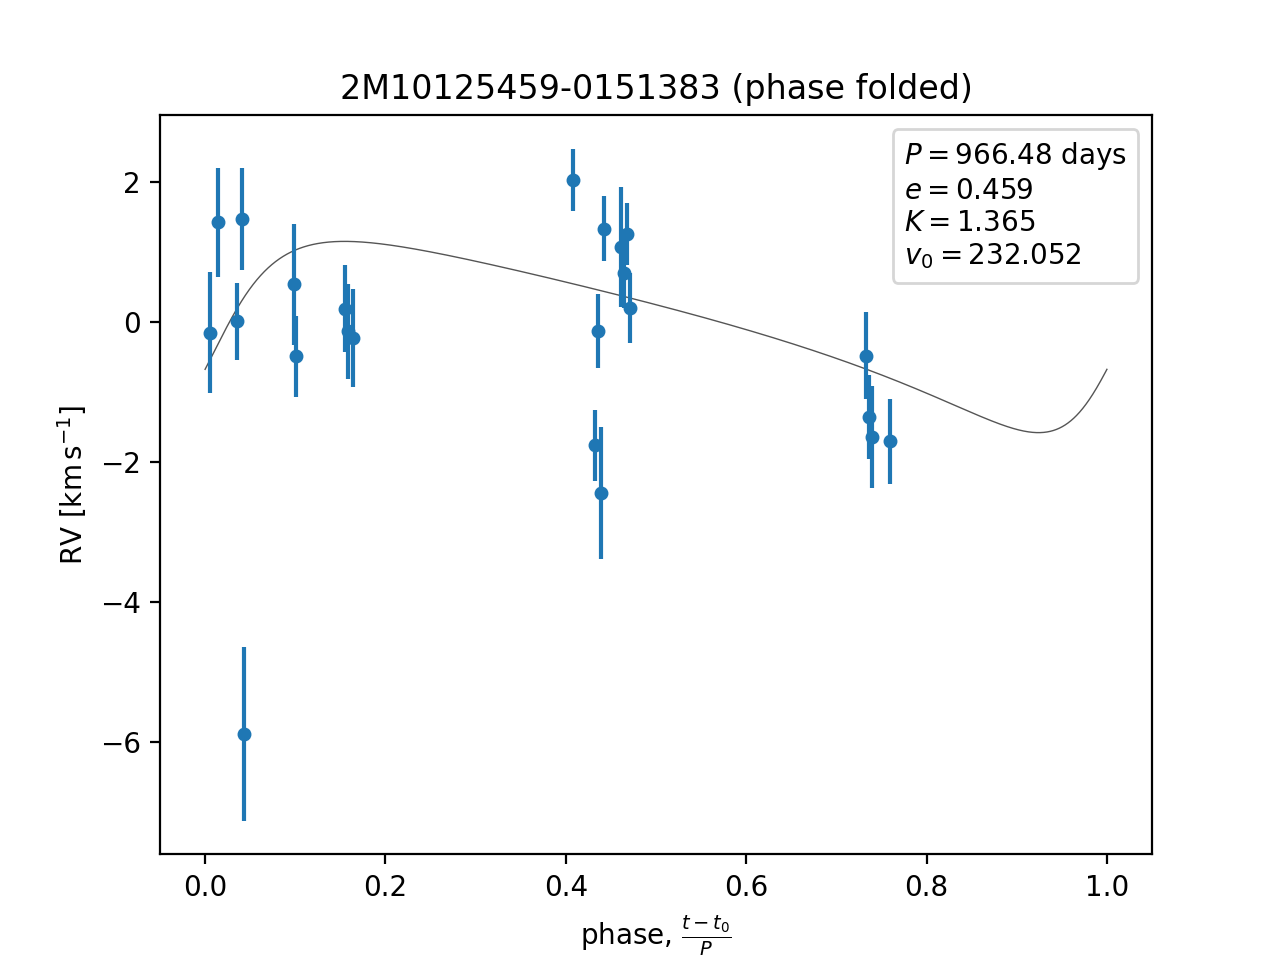 2M10125459-0151383 (phase folded)
P = 966.48 days
e = 0.459
K = 1.365
v₀ = 232.052
RV [km s⁻¹]
2
0
−2
−4
−6
0.0 0.2 0.4 0.6 0.8 1.0
phase, (t − t₀)/P